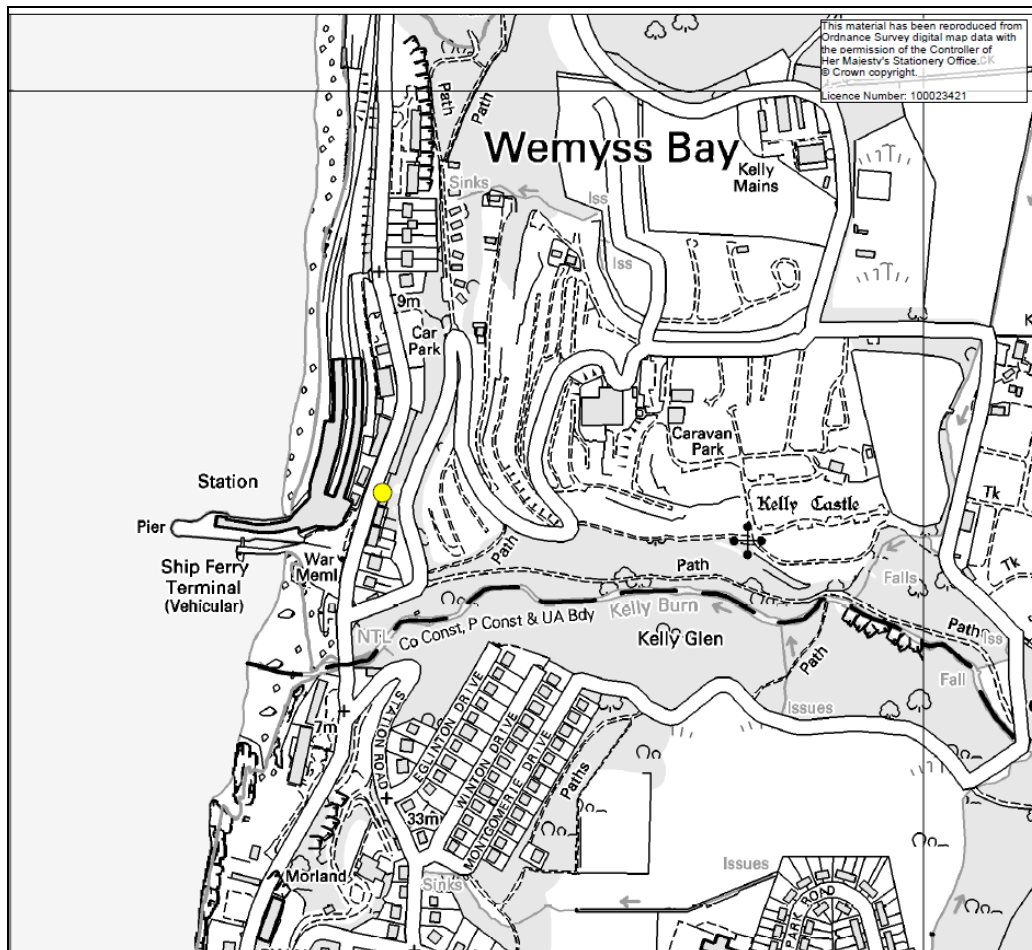 This material has been reproduced from
Ordnance Survey digital map data with
the permission of the Controller of
Her Maiesty's Stationery Office.
© Crown copyright.
Licence Number: 100023421
Path
Path
Wemyss Bay
Kelly
Mains
Sinks
Iss
Iss
9m
Car
Park
Caravan
Park
Station
Kelly Castle
Tk
Pier
War
Meml
Ship Ferry
Terminal
(Vehicular)
Path
Path
Falls
Tk
Kelly Burn
NTL
Co Const, P Const & UA Bdy
Kelly Glen
Path
Path
Iss
Fall
Issues
7m
STATION ROAD
EGLINTON DRIVE
WINTON DRIVE
MONTGOMERIE DRIVE
Paths
33m
Morland
Sinks
Issues
PARK ROAD